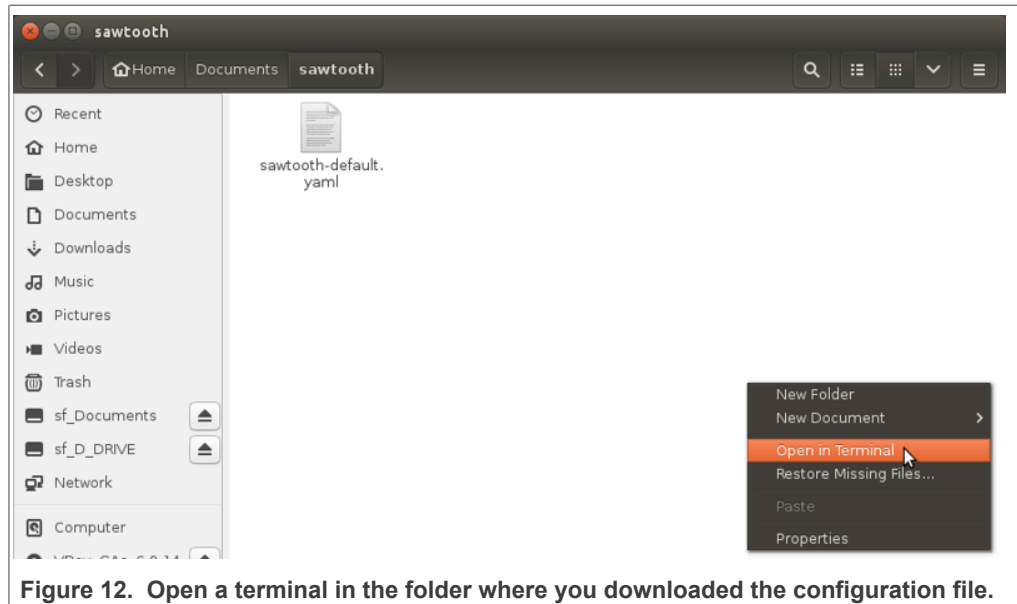 sawtooth
Home Documents sawtooth
Recent
Home
Desktop
Documents
Downloads
Music
Pictures
Videos
Trash
sf_Documents
sf_D_DRIVE
Network
Computer
sawtooth-default.
yaml
New Folder
New Document
Open in Terminal
Restore Missing Files...
Paste
Properties
Figure 12. Open a terminal in the folder where you downloaded the configuration file.